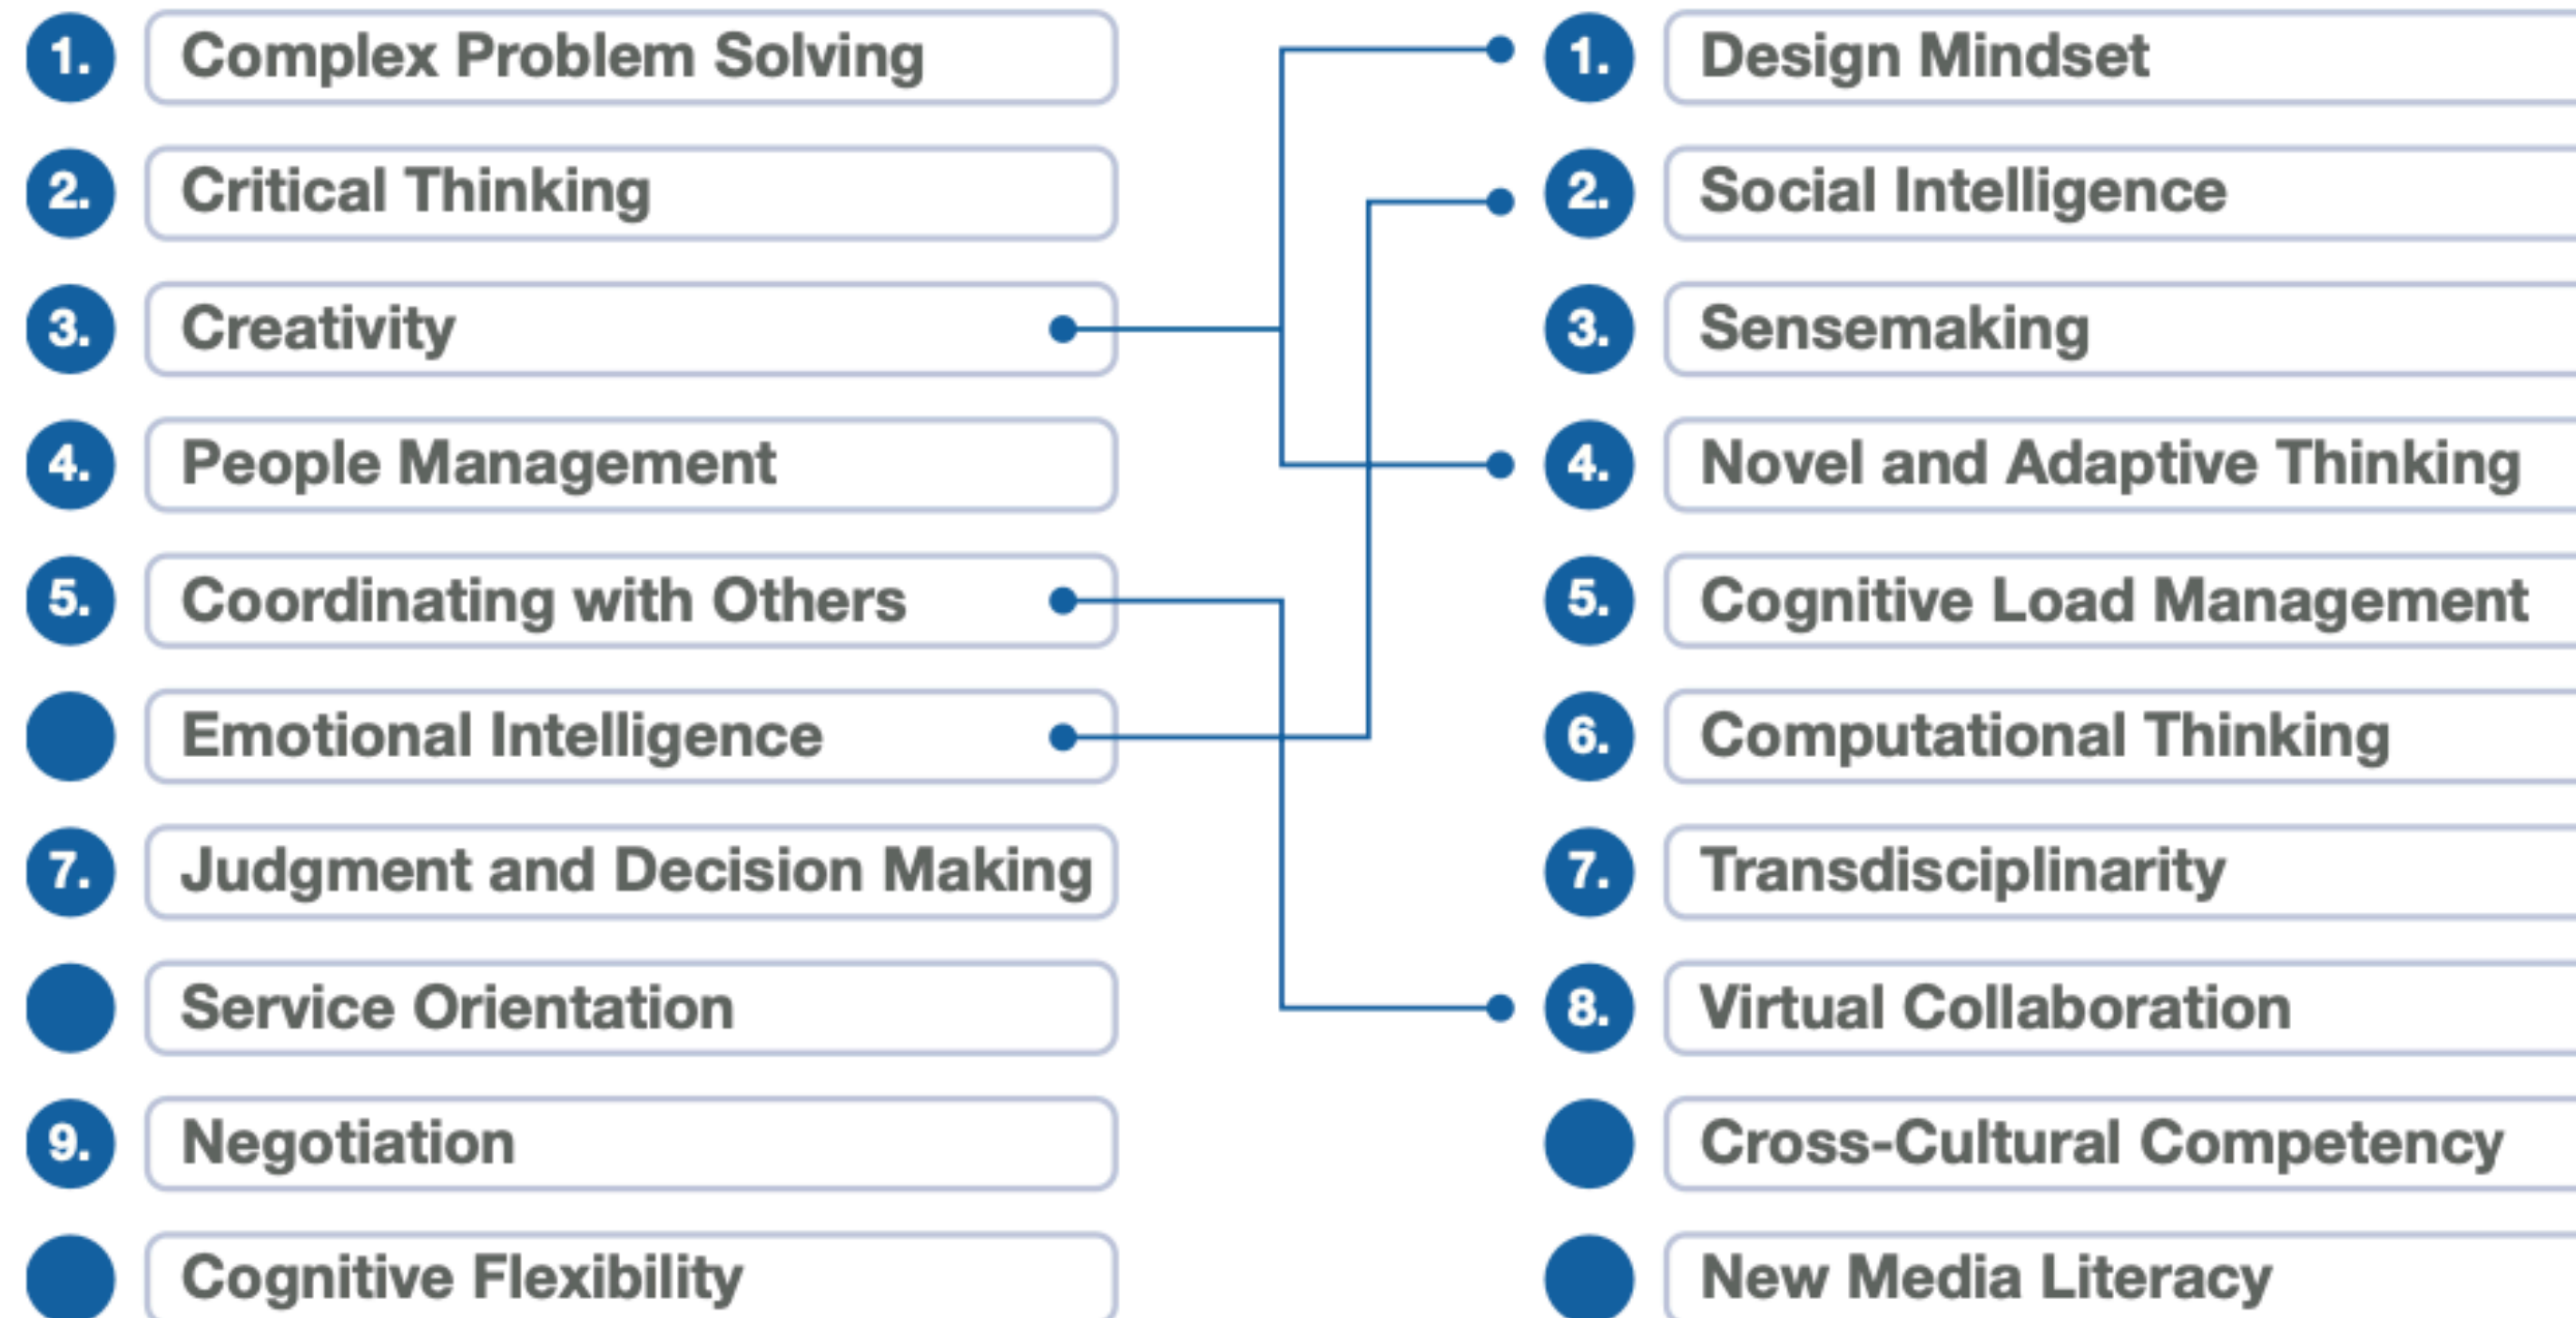 1. Complex Problem Solving
2. Critical Thinking
3. Creativity
4. People Management
5. Coordinating with Others
Emotional Intelligence
7. Judgment and Decision Making
Service Orientation
9. Negotiation
Cognitive Flexibility
1. Design Mindset
2. Social Intelligence
3. Sensemaking
4. Novel and Adaptive Thinking
5. Cognitive Load Management
6. Computational Thinking
7. Transdisciplinarity
8. Virtual Collaboration
Cross-Cultural Competency
New Media Literacy